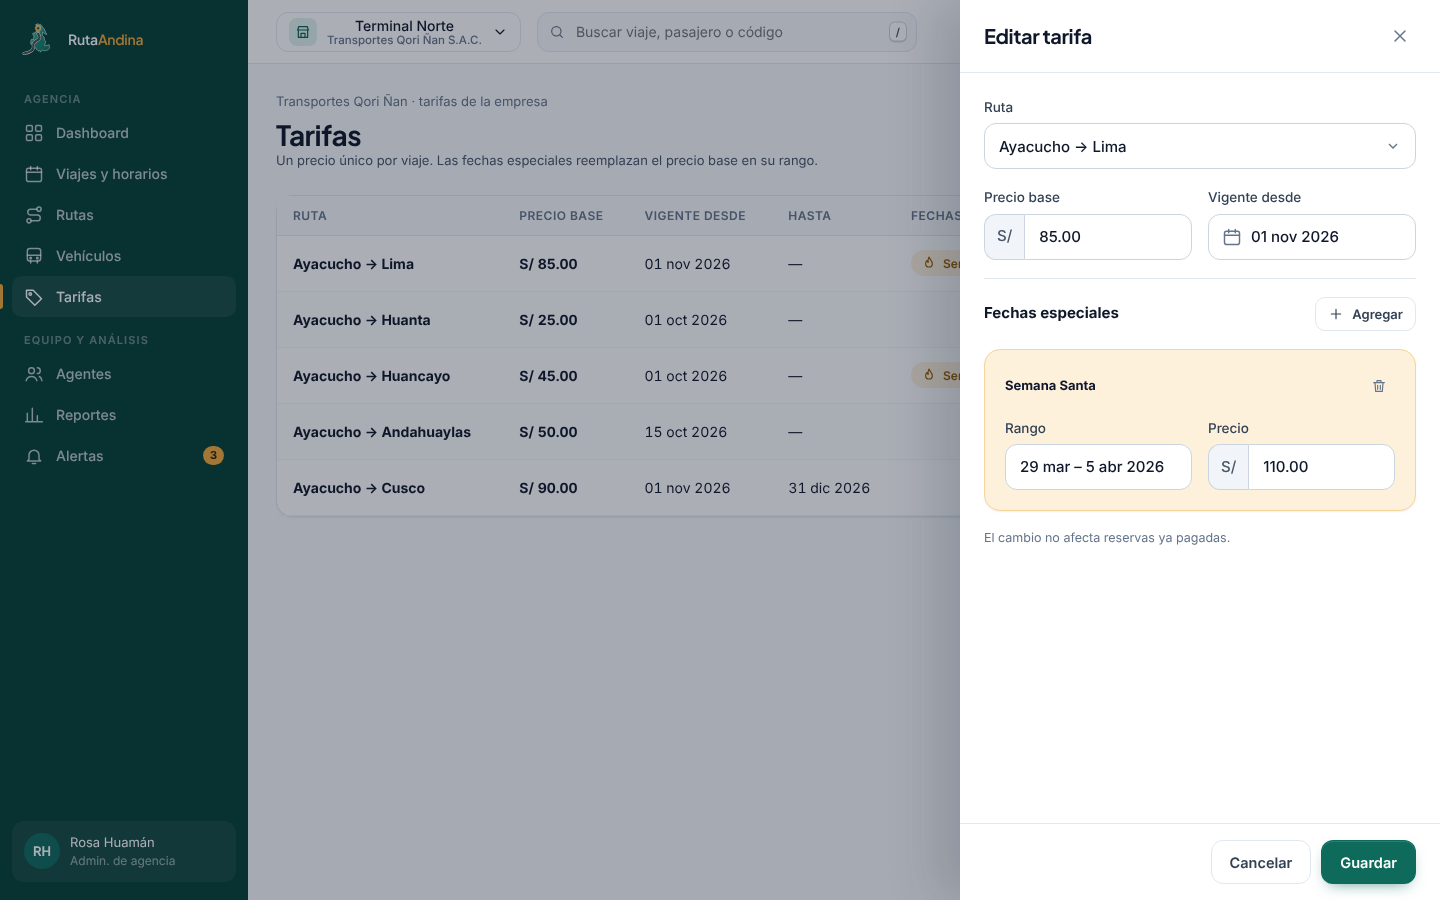 RutaAndina
AGENCIA
Dashboard
Viajes y horarios
Rutas
Vehículos
Tarifas
EQUIPO Y ANÁLISIS
Agentes
Reportes
Alertas 3
RH
Rosa Huamán
Admin. de agencia
Terminal Norte
Transportes Qori Ñan S.A.C.
Buscar viaje, pasajero o código /
Transportes Qori Ñan · tarifas de la empresa
Tarifas
Un precio único por viaje. Las fechas especiales reemplazan el precio base en su rango.
RUTA PRECIO BASE VIGENTE DESDE HASTA FECHAS
Ayacucho → Lima S/ 85.00 01 nov 2026 —
Ayacucho → Huanta S/ 25.00 01 oct 2026 —
Ayacucho → Huancayo S/ 45.00 01 oct 2026 —
Ayacucho → Andahuaylas S/ 50.00 15 oct 2026 —
Ayacucho → Cusco S/ 90.00 01 nov 2026 31 dic 2026
Editar tarifa
Ruta
Ayacucho → Lima
Precio base Vigente desde
S/ 85.00 01 nov 2026
Fechas especiales + Agregar
Semana Santa
Rango Precio
29 mar – 5 abr 2026 S/ 110.00
El cambio no afecta reservas ya pagadas.
Cancelar Guardar